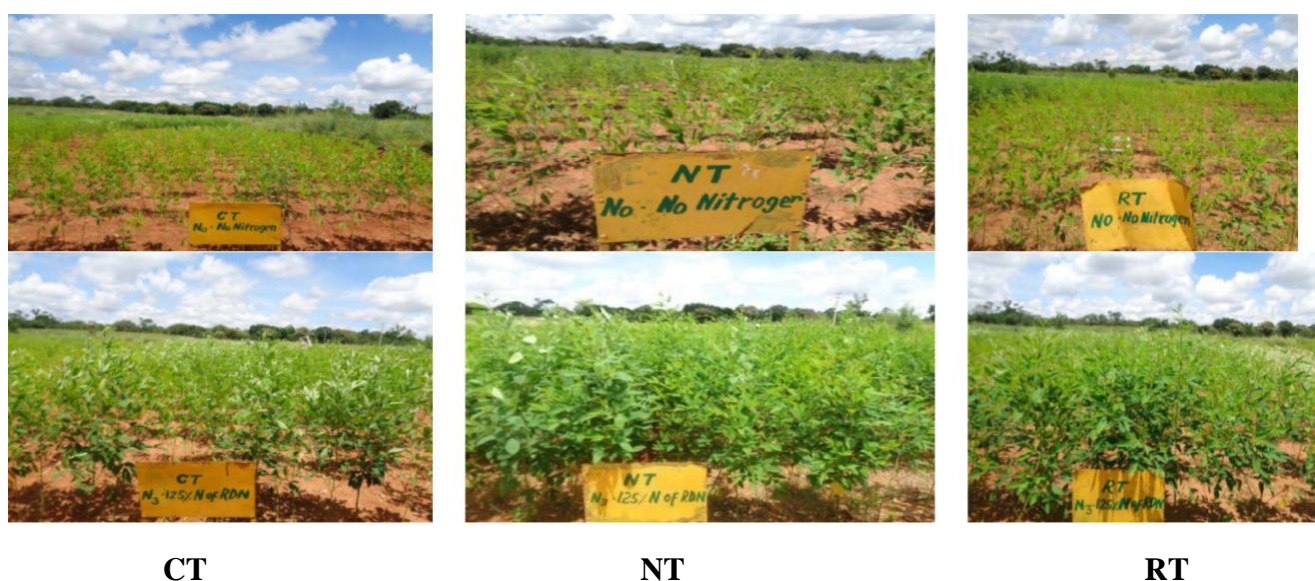 CT
N0 - No Nitrogen
NT
N0 - No Nitrogen
RT
N0 - No Nitrogen
CT
N3 - 125% N of RDN
NT
N3 - 125% N of RDN
RT
N3 - 125% N of RDN
CT NT RT